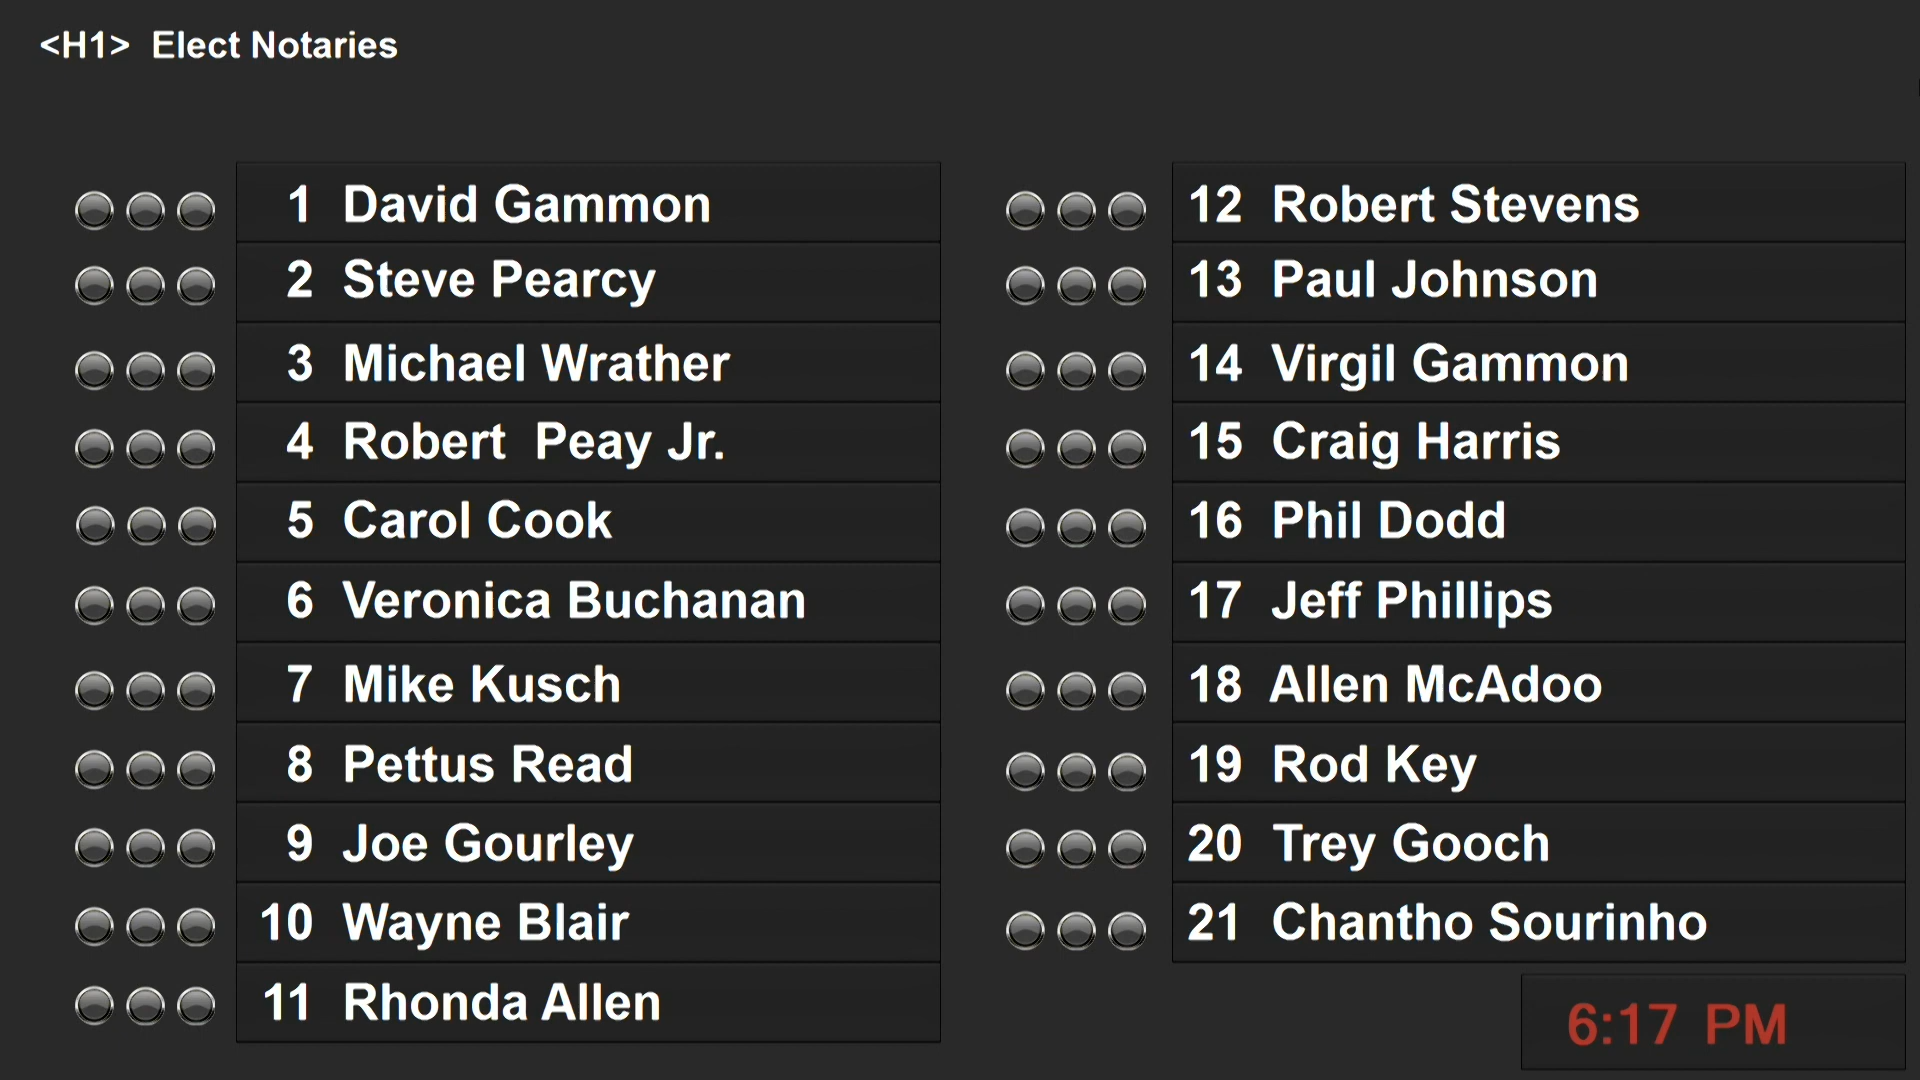 <H1> Elect Notaries
1 David Gammon
2 Steve Pearcy
3 Michael Wrather
4 Robert  Peay Jr.
5 Carol Cook
6 Veronica Buchanan
7 Mike Kusch
8 Pettus Read
9 Joe Gourley
10 Wayne Blair
11 Rhonda Allen
12 Robert Stevens
13 Paul Johnson
14 Virgil Gammon
15 Craig Harris
16 Phil Dodd
17 Jeff Phillips
18 Allen McAdoo
19 Rod Key
20 Trey Gooch
21 Chantho Sourinho
6:17 PM